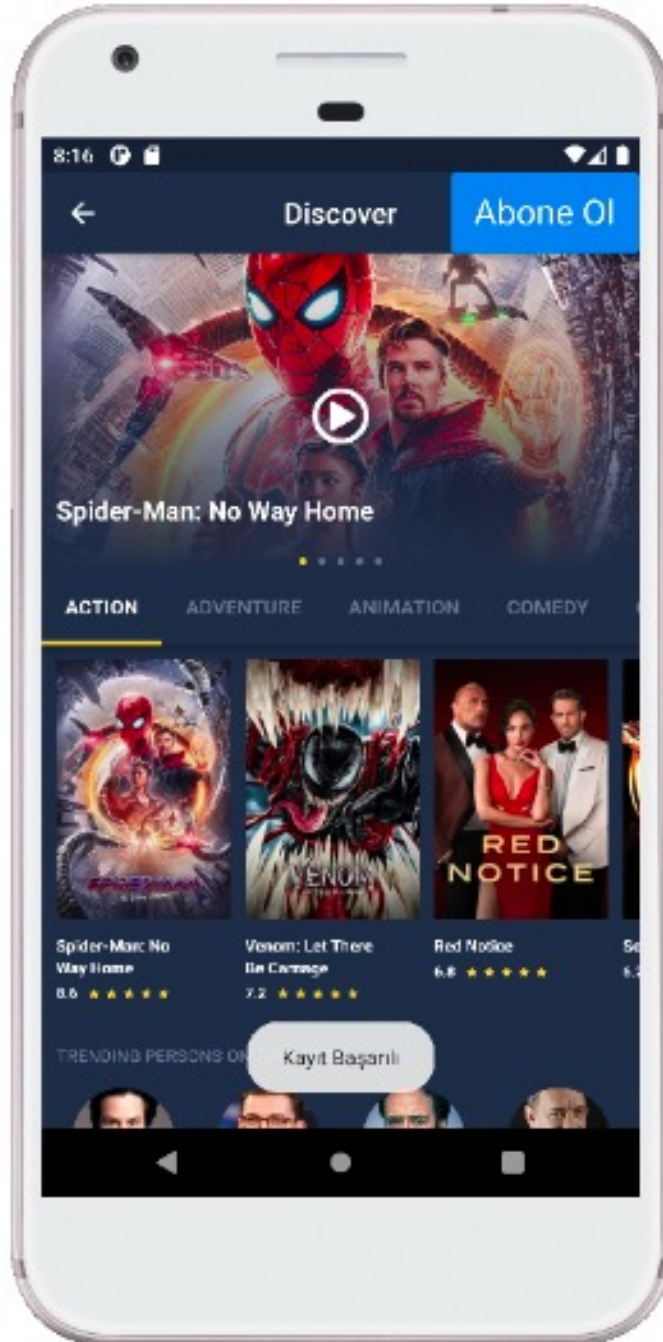 8:16
Discover
Abone Ol
Spider-Man: No Way Home
ACTION ADVENTURE ANIMATION COMEDY
VENOM
RED
NOTICE
Spider-Man: No
Way Home
8.6
Venom: Let There
Be Carnage
7.2
Red Notice
6.8
TRENDING PERSONS ON
Kayıt Başarılı